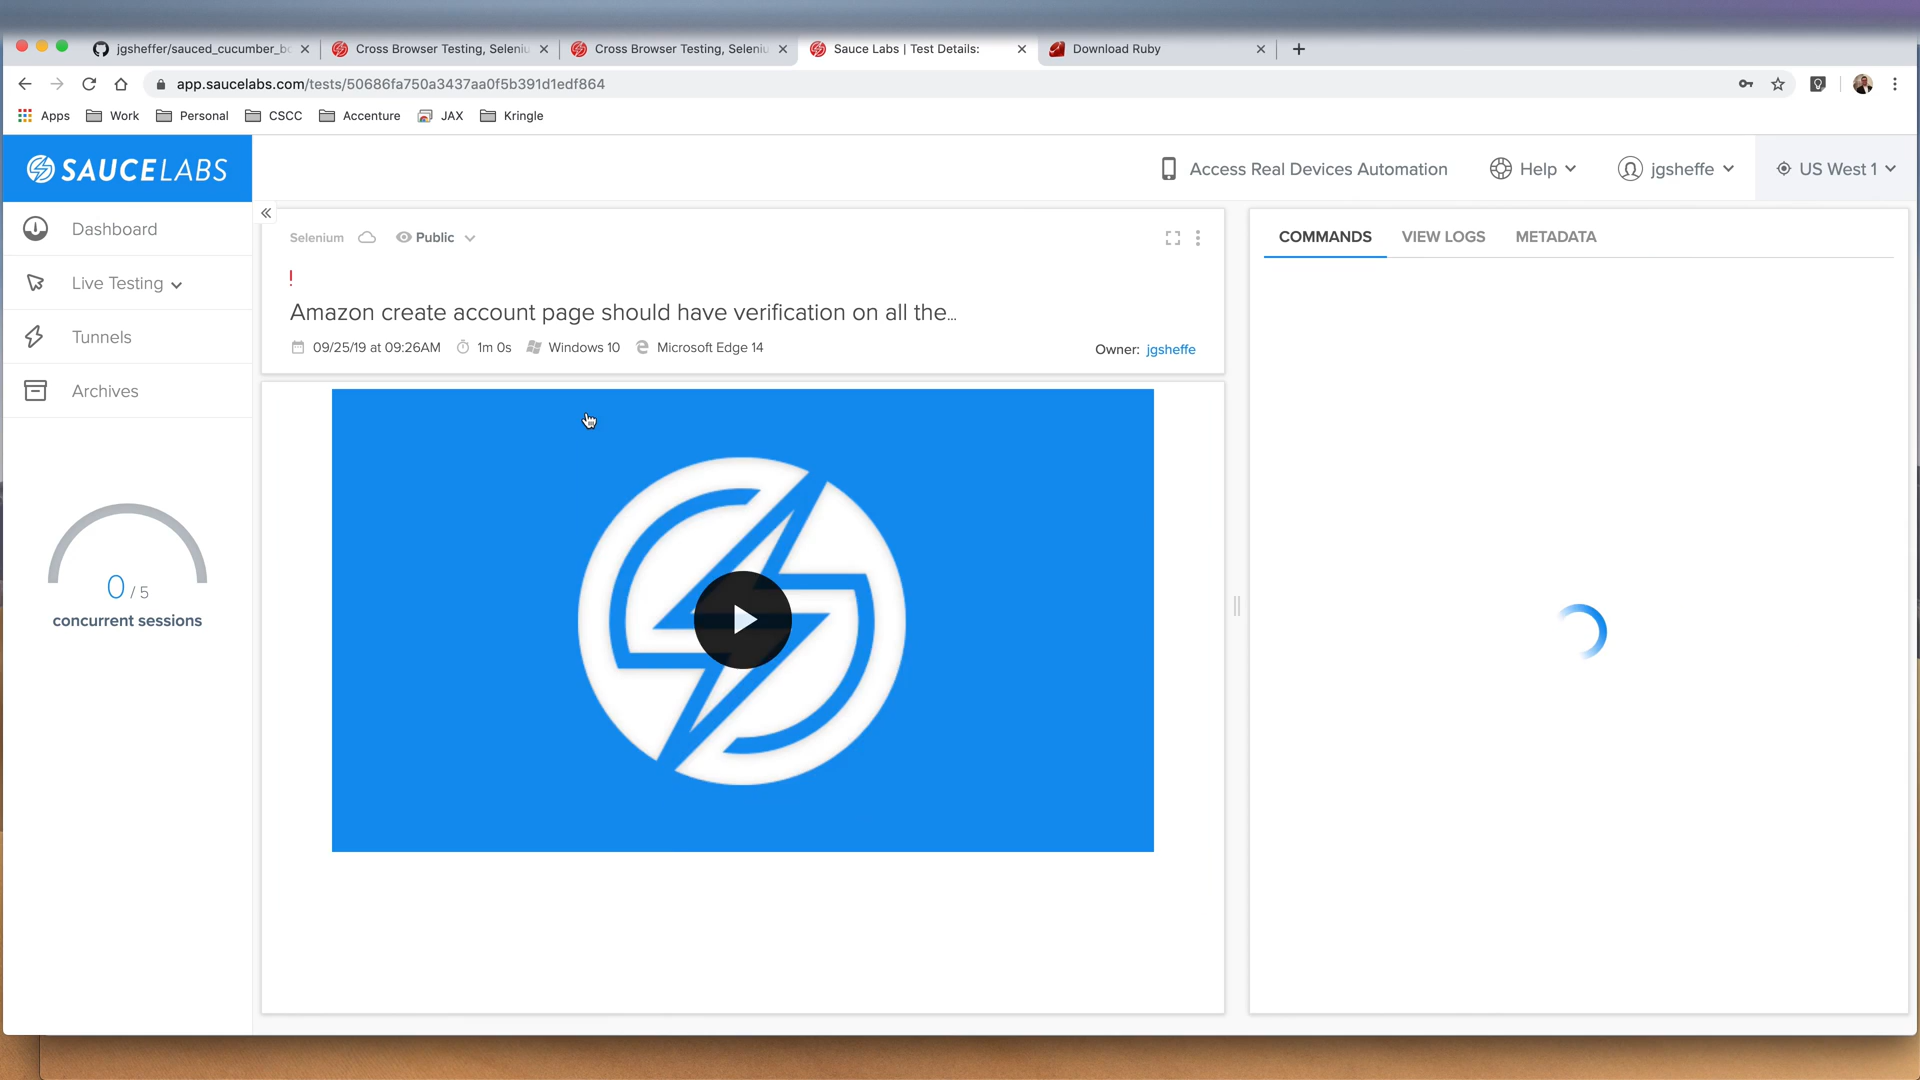 jgsheffer/sauced_cucumber_bo
Cross Browser Testing, Seleniu
Cross Browser Testing, Seleniu
Sauce Labs | Test Details:
Download Ruby
app.saucelabs.com/tests/50686fa750a3437aa0f5b391d1edf864
Apps
Work
Personal
CSCC
Accenture
JAX
Kringle
SAUCELABS
Access Real Devices Automation
Help
jgsheffe
US West 1
Dashboard
Live Testing
Tunnels
Archives
0 / 5
concurrent sessions
Selenium
Public
!
Amazon create account page should have verification on all the...
09/25/19 at 09:26AM
1m 0s
Windows 10
Microsoft Edge 14
Owner: jgsheffe
COMMANDS
VIEW LOGS
METADATA